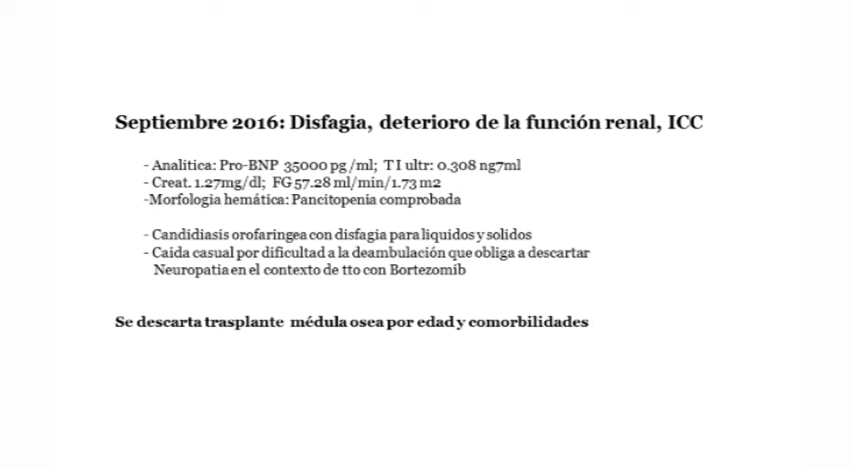 Septiembre 2016: Disfagia, deterioro de la función renal, ICC
- Analitica: Pro-BNP 35000 pg/ml; T I ultr: 0.308 ng7ml
- Creat. 1.27mg/dl; FG 57.28 ml/min/1.73 m2
-Morfologia hemática: Pancitopenia comprobada
- Candidiasis orofaringea con disfagia para liquidos y solidos
- Caida casual por dificultad a la deambulación que obliga a descartar
Neuropatia en el contexto de tto con Bortezomib
Se descarta trasplante médula osea por edad y comorbilidades